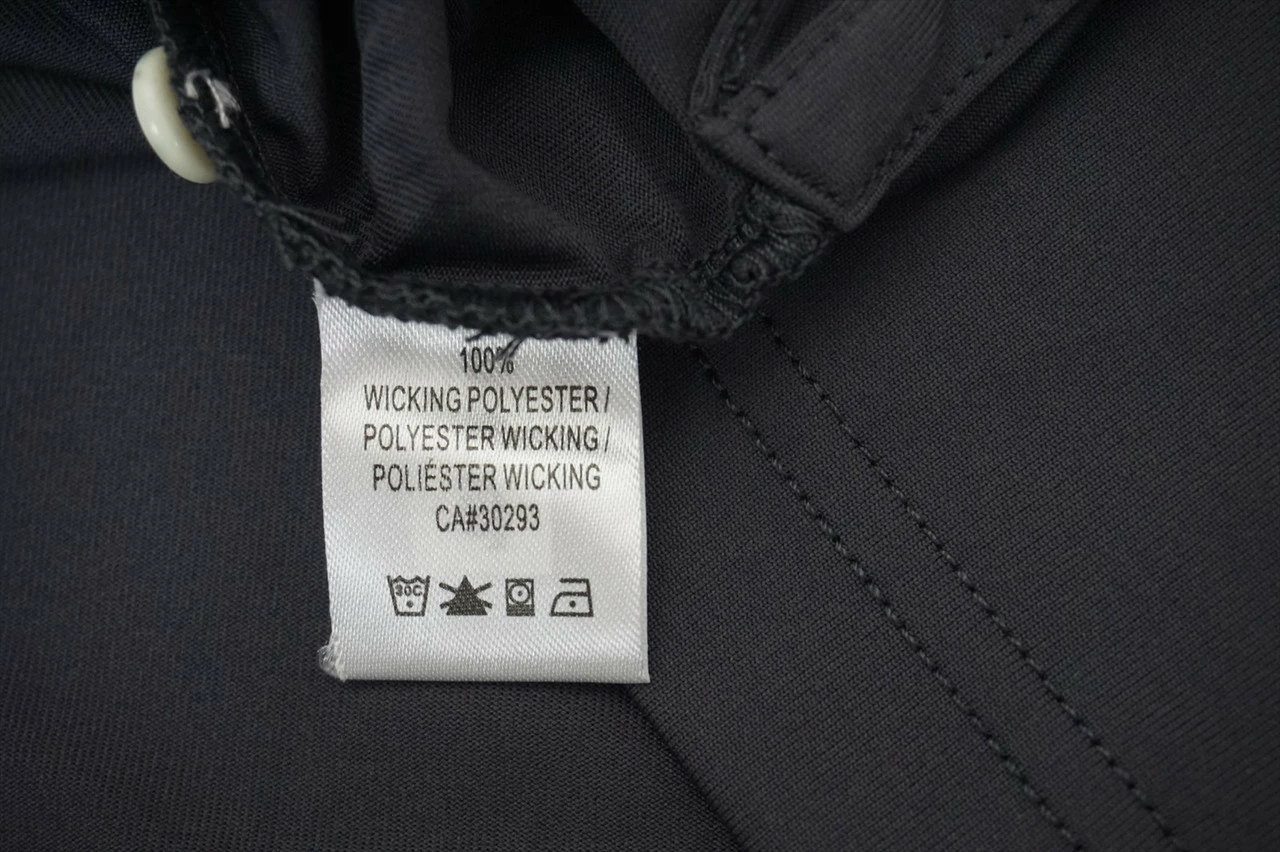 100%
WICKING POLYESTER /
POLYESTER WICKING /
POLIÉSTER WICKING
CA#30293
30C